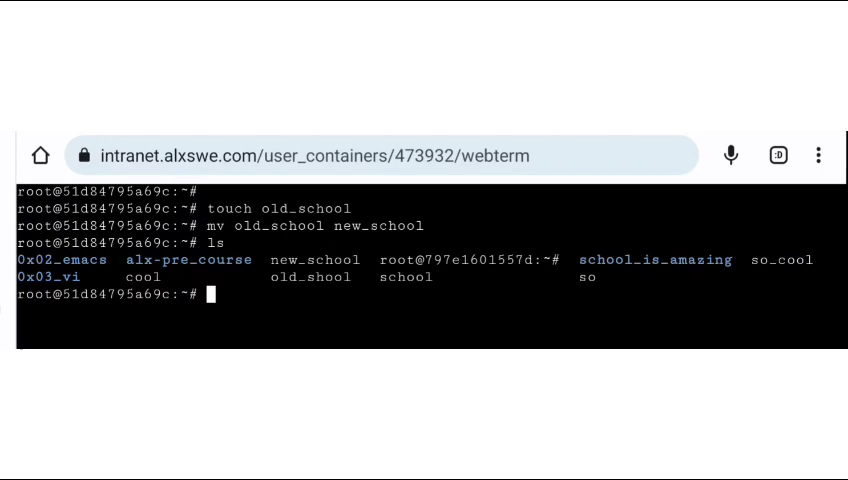 intranet.alxswe.com/user_containers/473932/webterm
:D
root@51d84795a69c:~#
root@51d84795a69c:~# touch old_school
root@51d84795a69c:~# mv old_school new_school
root@51d84795a69c:~# ls
0x02_emacs alx-pre_course new_school root@797e1601557d:~# school_is_amazing so_cool
0x03_vi cool old_shool school so
root@51d84795a69c:~#